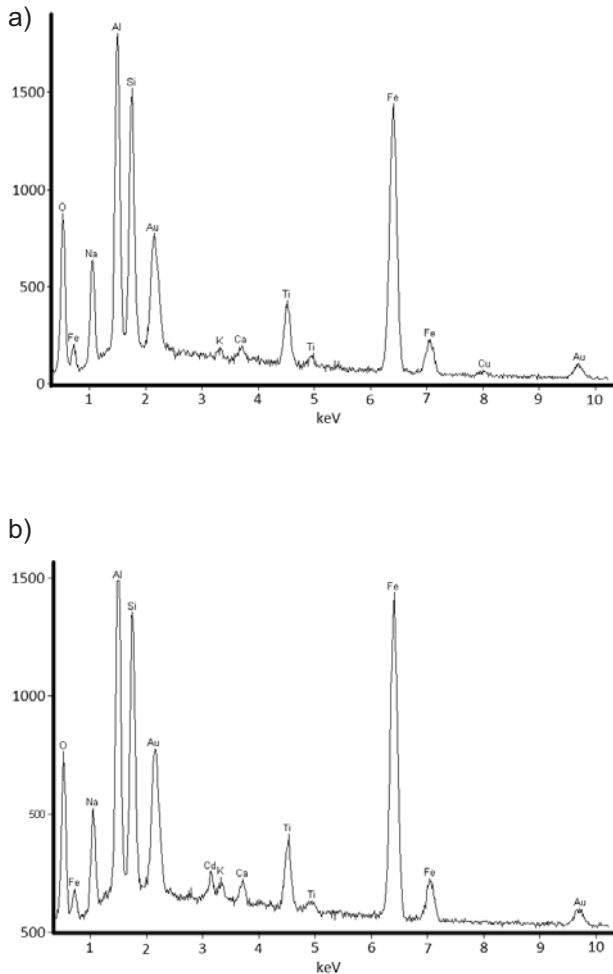 a)
Al
1500
Si
Fe
1000
O
Au
Na
500
Ti
Fe
K
Ca
Ti
Fe
Cu
Au
0
1 2 3 4 5 6 7 8 9 10
keV
b)
1500
Al
Fe
Si
1000
O
Au
Na
500
Ti
Cd
K
Fe
Ca
Fe
Ti
Au
500
1 2 3 4 5 6 7 8 9 10
keV